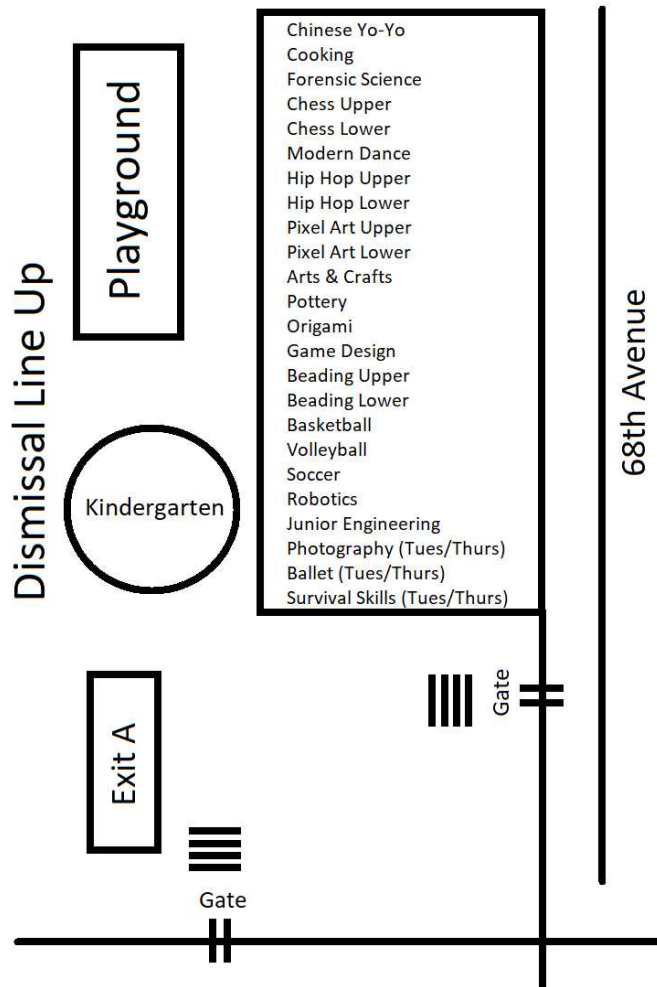 Dismissal Line Up
Playground
Kindergarten
Exit A
Gate
Chinese Yo-Yo
Cooking
Forensic Science
Chess Upper
Chess Lower
Modern Dance
Hip Hop Upper
Hip Hop Lower
Pixel Art Upper
Pixel Art Lower
Arts & Crafts
Pottery
Origami
Game Design
Beading Upper
Beading Lower
Basketball
Volleyball
Soccer
Robotics
Junior Engineering
Photography (Tues/Thurs)
Ballet (Tues/Thurs)
Survival Skills (Tues/Thurs)
Gate
68th Avenue